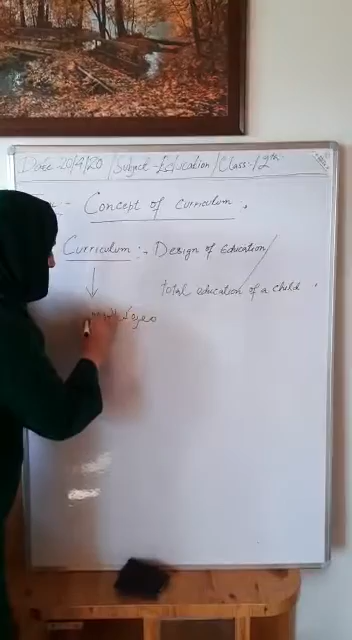 Date 20/4/20 / Subject - Education / Class:- 12th
:- Concept of curriculum .
Curriculum :- Design of Education /
total education of a child .